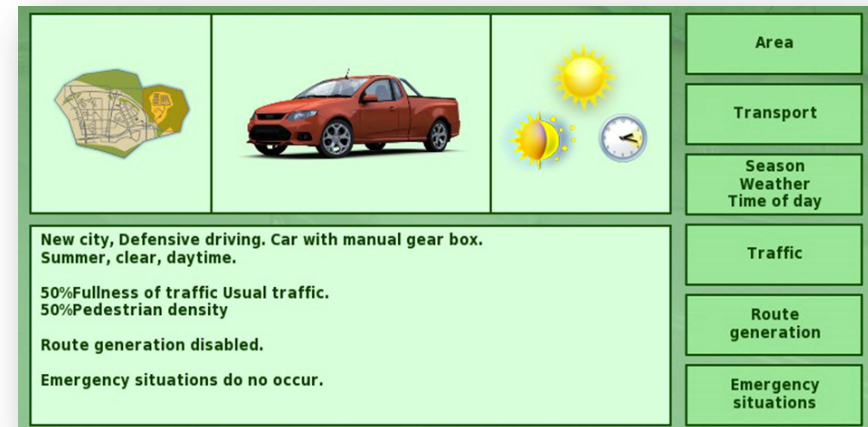 New city, Defensive driving. Car with manual gear box.
Summer, clear, daytime.
50%Fullness of traffic Usual traffic.
50%Pedestrian density
Route generation disabled.
Emergency situations do no occur.
Area
Transport
Season
Weather
Time of day
Traffic
Route
generation
Emergency
situations